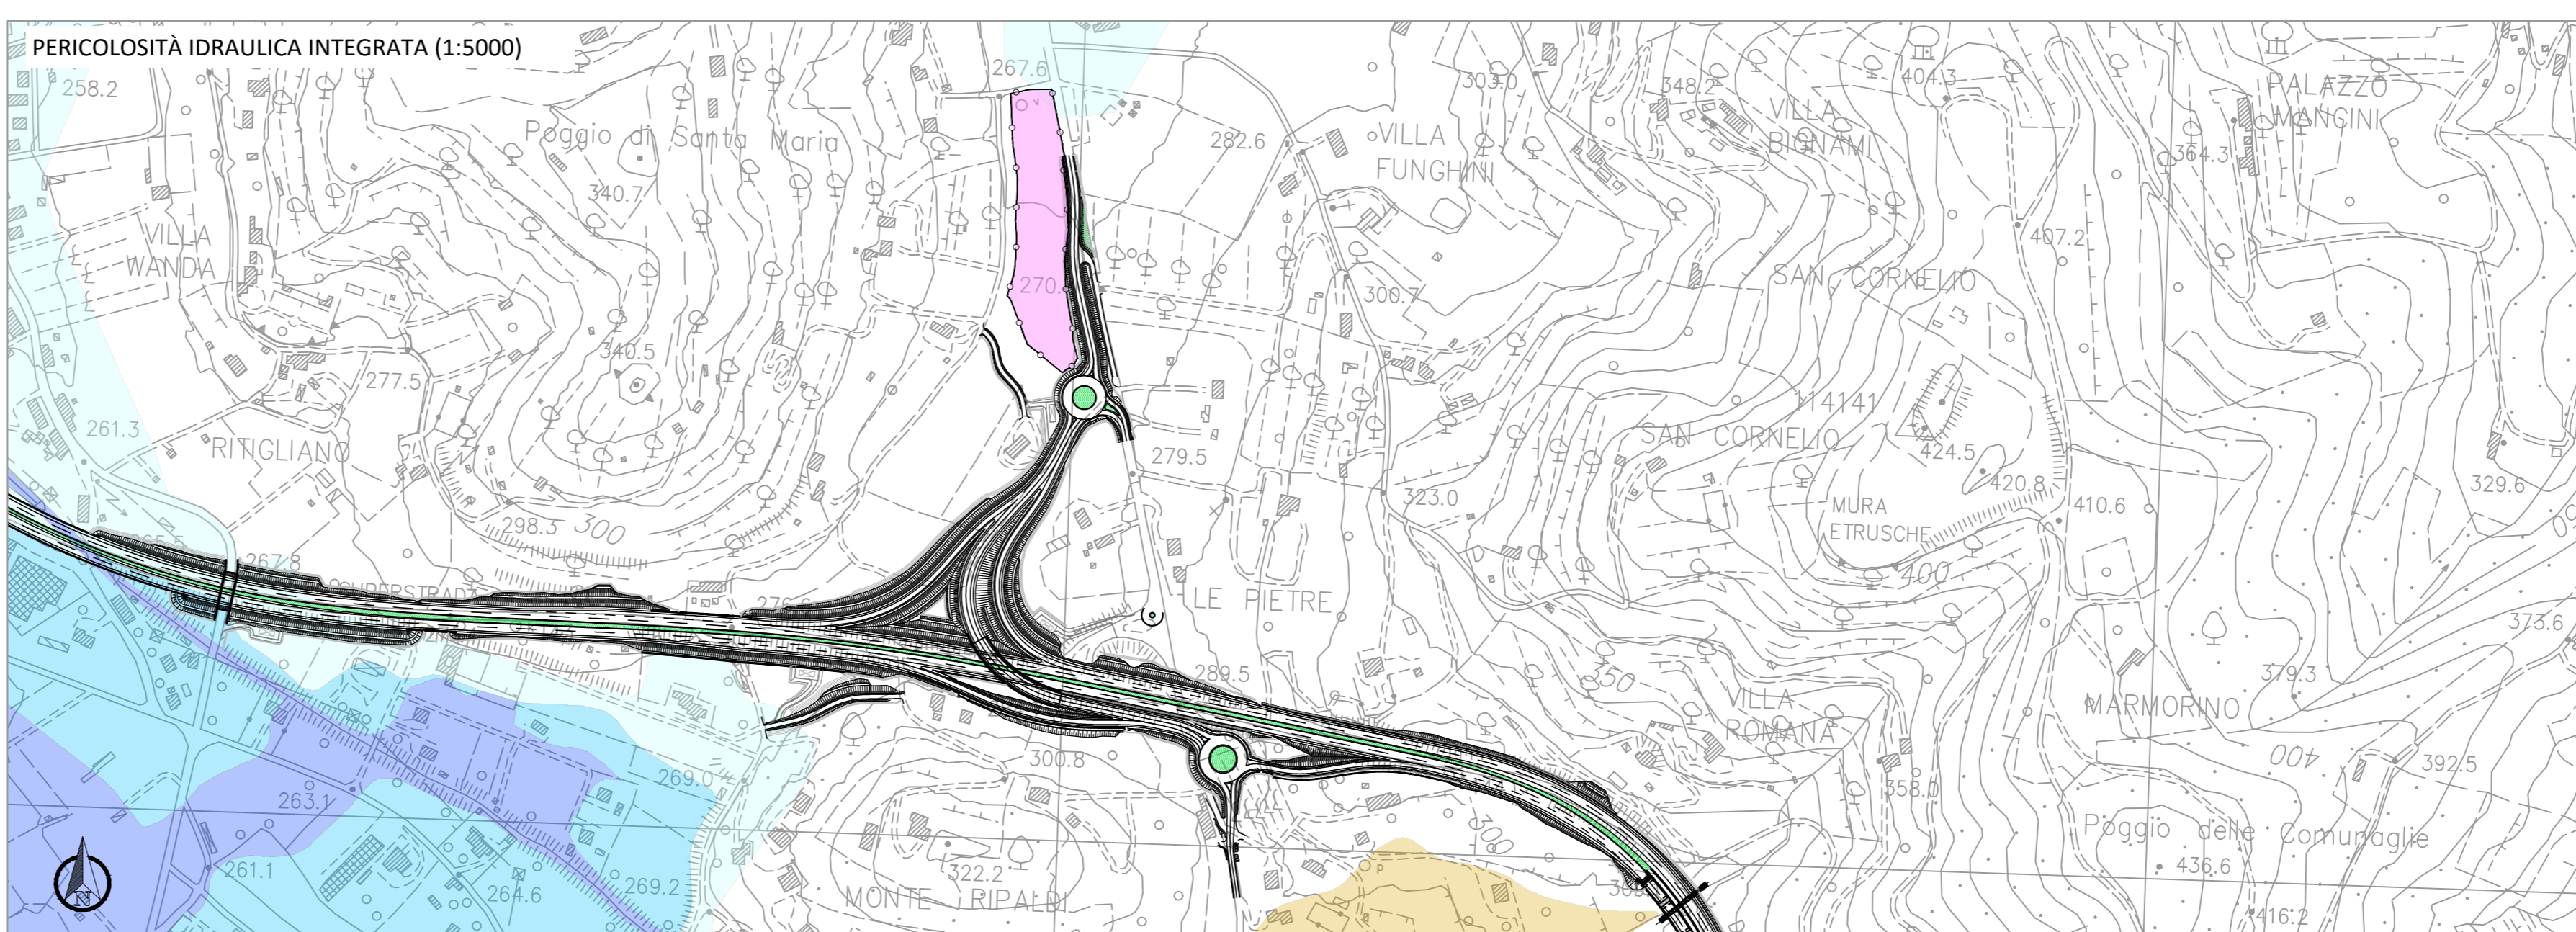 PERICOLOSITÀ IDRAULICA INTEGRATA (1:5000)
258.2
267.6
303.0
348.2
404.3
PALAZZO
MANCINI
VILLA
BIGNAMI
Poggio di Santa Maria
282.6
VILLA
FUNGHINI
364.3
340.7
VILLA
WANDA
407.2
270.
300.7
SAN CORNELIO
340.5
277.5
114141
261.3
RITIGLIANO
279.5
SAN CORNELIO
424.5
420.8
329.6
298.3
300
323.0
MURA
ETRUSCHE
410.6
267.8
400
SUPERSTRADA
276.6
LE PIETRE
373.6
289.5
350
VILLA
ROMANA
379.3
MARMORINO
269.0
300.8
400
392.5
263.1
358.0
300
Poggio delle Comunaglie
261.1
264.6
269.2
322.2
MONTE RIPALDI
P
436.6
416.2
N